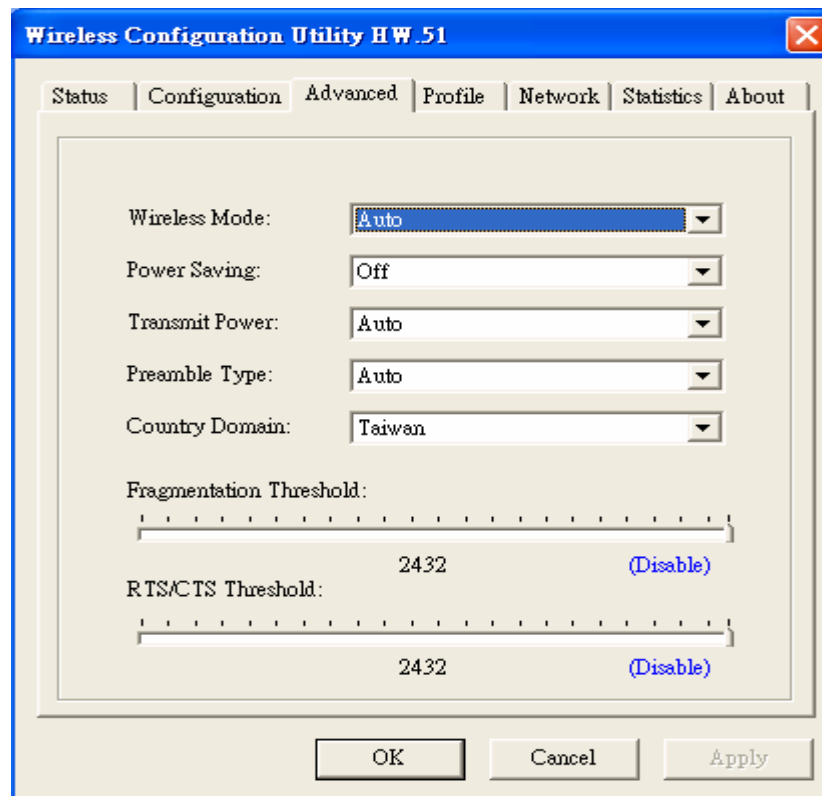 Wireless Configuration Utility HW.51
Status Configuration Advanced Profile Network Statistics About
Wireless Mode: Auto
Power Saving: Off
Transmit Power: Auto
Preamble Type: Auto
Country Domain: Taiwan
Fragmentation Threshold:
2432 (Disable)
RTS/CTS Threshold:
2432 (Disable)
OK Cancel Apply